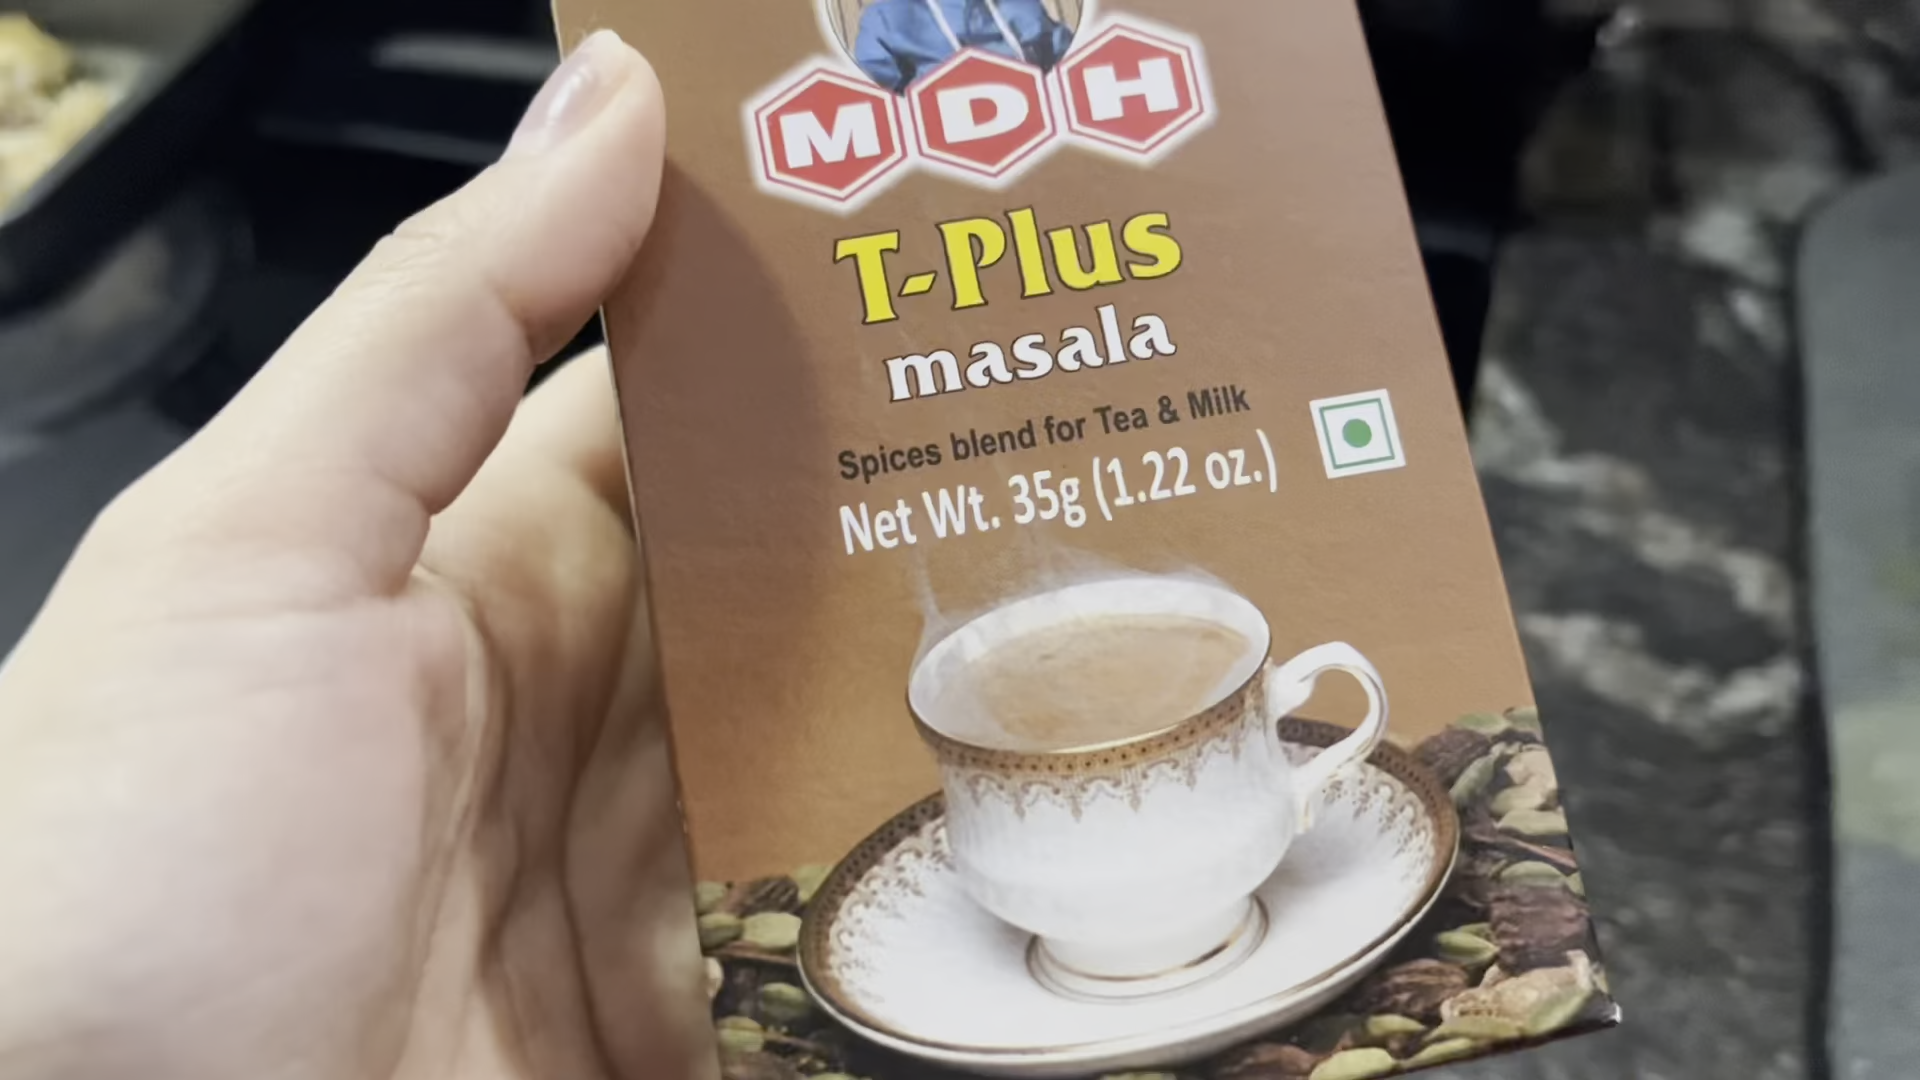 MDH
T-Plus
masala
Spices blend for Tea & Milk
Net Wt. 35g (1.22 oz.)